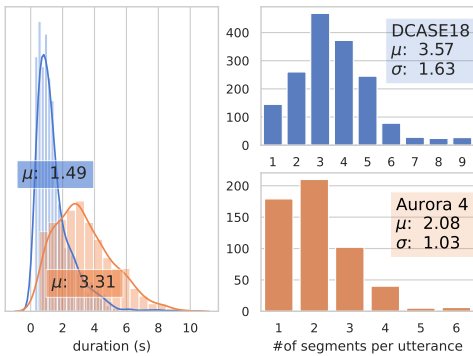 μ: 1.49
μ: 3.31
0 2 4 6 8 10
duration (s)
400
300
200
100
0
DCASE18
μ: 3.57
σ: 1.63
1 2 3 4 5 6 7 8 9
200
150
100
50
0
Aurora 4
μ: 2.08
σ: 1.03
1 2 3 4 5 6
#of segments per utterance